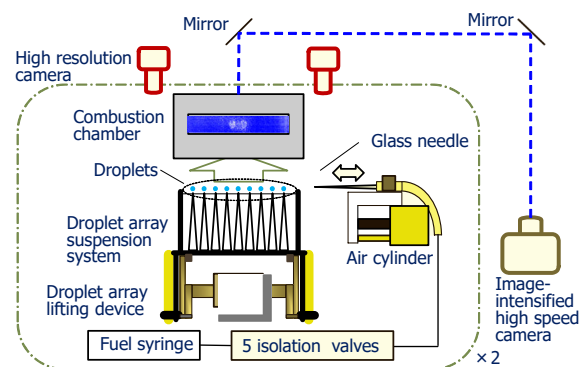 Mirror
Mirror
High resolution
camera
Combustion
chamber
Glass needle
Droplets
Droplet array
suspension
system
Air cylinder
Droplet array
lifting device
Image-
intensified
high speed
camera
Fuel syringe
5 isolation valves
×2